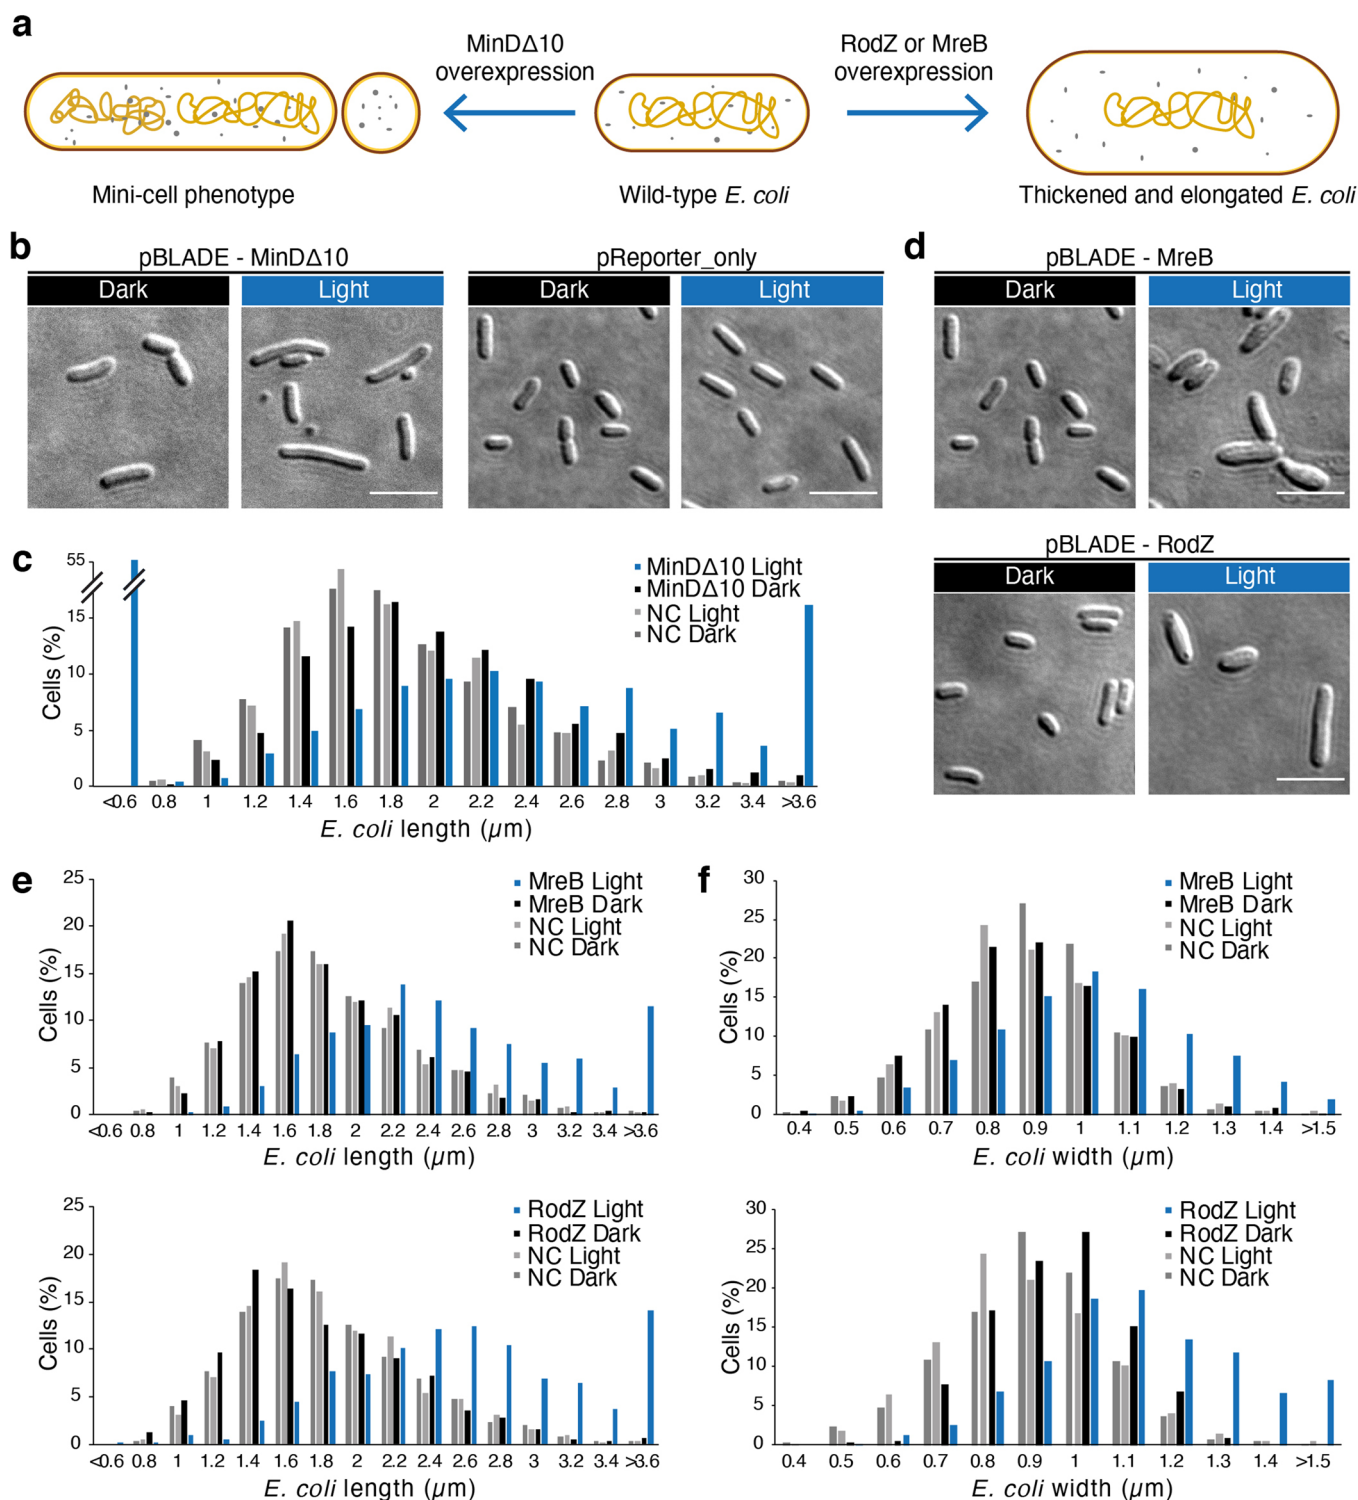 a
MinDΔ10
overexpression
RodZ or MreB
overexpression
Mini-cell phenotype
Wild-type E. coli
Thickened and elongated E. coli
b
pBLADE - MinDΔ10
Dark
Light
pReporter_only
Dark
Light
d
pBLADE - MreB
Dark
Light
pBLADE - RodZ
Dark
Light
c
55
15
10
5
0
Cells (%)
MinDΔ10 Light
MinDΔ10 Dark
NC Light
NC Dark
<0.6 0.8 1 1.2 1.4 1.6 1.8 2 2.2 2.4 2.6 2.8 3 3.2 3.4 >3.6
E. coli length (µm)
e
25
20
15
10
5
0
Cells (%)
MreB Light
MreB Dark
NC Light
NC Dark
<0.6 0.8 1 1.2 1.4 1.6 1.8 2 2.2 2.4 2.6 2.8 3 3.2 3.4 >3.6
E. coli length (µm)
25
20
15
10
5
0
Cells (%)
RodZ Light
RodZ Dark
NC Light
NC Dark
<0.6 0.8 1 1.2 1.4 1.6 1.8 2 2.2 2.4 2.6 2.8 3 3.2 3.4 >3.6
E. coli length (µm)
f
30
25
20
15
10
5
0
Cells (%)
MreB Light
MreB Dark
NC Light
NC Dark
0.4 0.5 0.6 0.7 0.8 0.9 1 1.1 1.2 1.3 1.4 >1.5
E. coli width (µm)
30
25
20
15
10
5
0
Cells (%)
RodZ Light
RodZ Dark
NC Light
NC Dark
0.4 0.5 0.6 0.7 0.8 0.9 1 1.1 1.2 1.3 1.4 >1.5
E. coli width (µm)